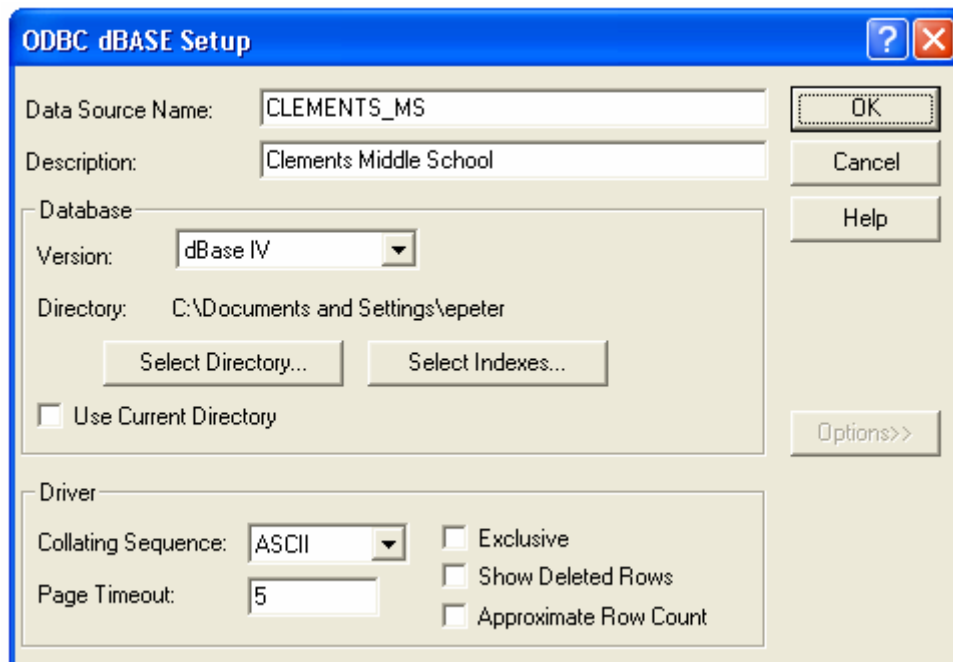 ODBC dBASE Setup
Data Source Name: CLEMENTS_MS
OK
Description: Clements Middle School
Cancel
Help
Database
Version: dBase IV
Directory: C:\Documents and Settings\epeter
Select Directory... Select Indexes...
Use Current Directory
Options>>
Driver
Collating Sequence: ASCII
Exclusive
Page Timeout: 5
Show Deleted Rows
Approximate Row Count